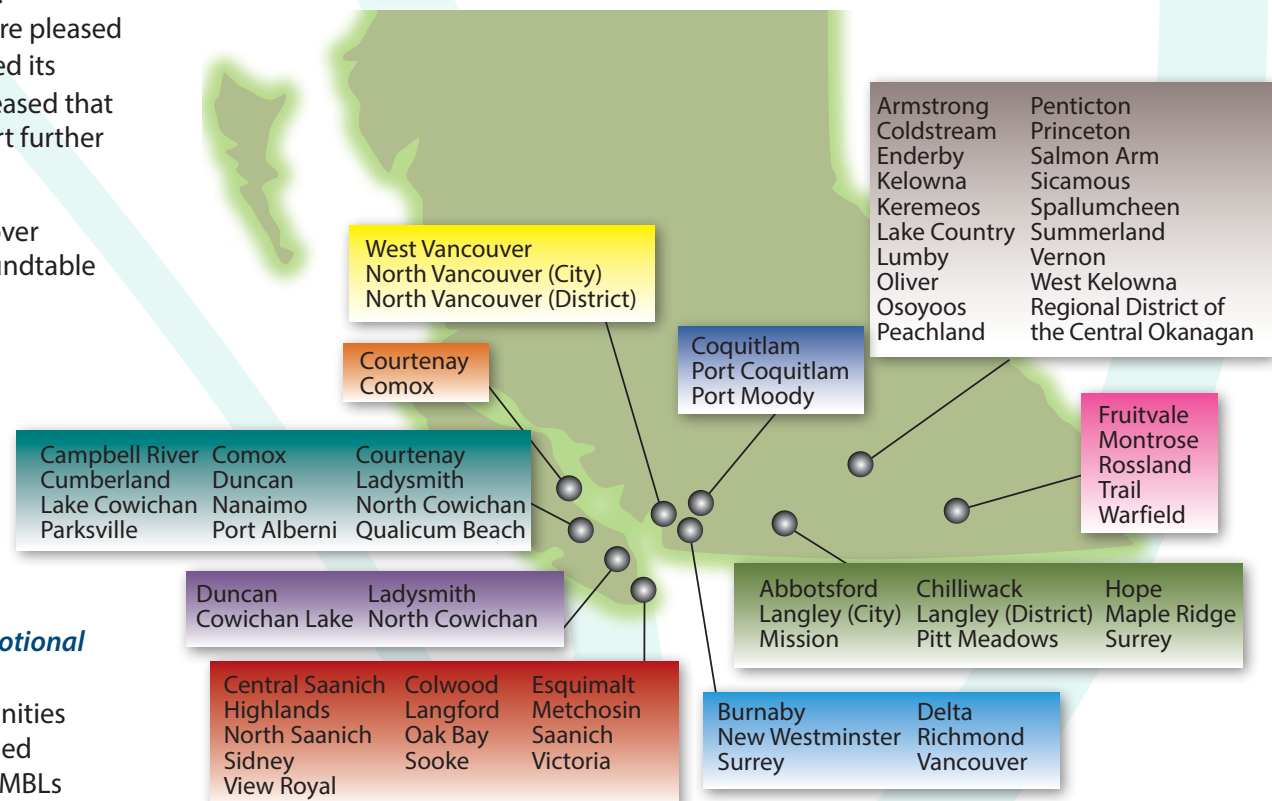 re pleased
ed its
eased that
rt further
over
undtable
otional
nities
ed
MBLs
Armstrong Penticton
Coldstream Princeton
Enderby Salmon Arm
Kelowna Sicamous
Keremeos Spallumcheen
Lake Country Summerland
Lumby Vernon
Oliver West Kelowna
Osoyoos Regional District of
Peachland the Central Okanagan
West Vancouver
North Vancouver (City)
North Vancouver (District)
Coquitlam
Port Coquitlam
Port Moody
Courtenay
Comox
Fruitvale
Montrose
Rossland
Trail
Warfield
Campbell River Comox Courtenay
Cumberland Duncan Ladysmith
Lake Cowichan Nanaimo North Cowichan
Parksville Port Alberni Qualicum Beach
Duncan Ladysmith
Cowichan Lake North Cowichan
Abbotsford Chilliwack Hope
Langley (City) Langley (District) Maple Ridge
Mission Pitt Meadows Surrey
Central Saanich Colwood Esquimalt
Highlands Langford Metchosin
North Saanich Oak Bay Saanich
Sidney Sooke Victoria
View Royal
Burnaby Delta
New Westminster Richmond
Surrey Vancouver